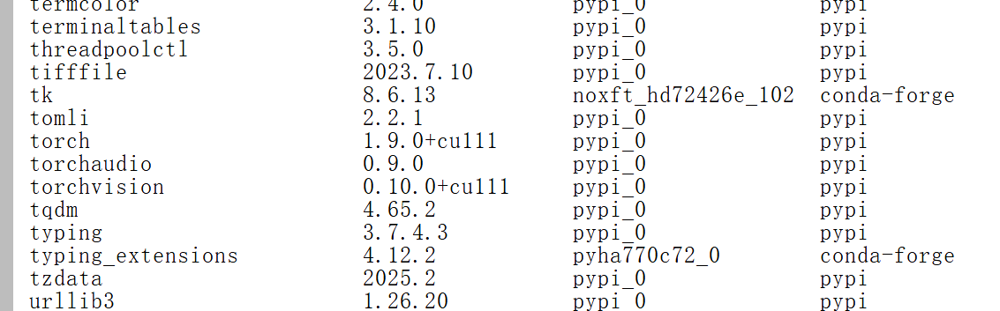 termcolor 2.4.0 pypi_0 pypi
terminaltables 3.1.10 pypi_0 pypi
threadpoolctl 3.5.0 pypi_0 pypi
tifffile 2023.7.10 pypi_0 pypi
tk 8.6.13 noxft_hd72426e_102 conda-forge
tomli 2.2.1 pypi_0 pypi
torch 1.9.0+cu111 pypi_0 pypi
torchaudio 0.9.0 pypi_0 pypi
torchvision 0.10.0+cu111 pypi_0 pypi
tqdm 4.65.2 pypi_0 pypi
typing 3.7.4.3 pypi_0 pypi
typing_extensions 4.12.2 pyha770c72_0 conda-forge
tzdata 2025.2 pypi_0 pypi
urllib3 1.26.20 pypi_0 pypi